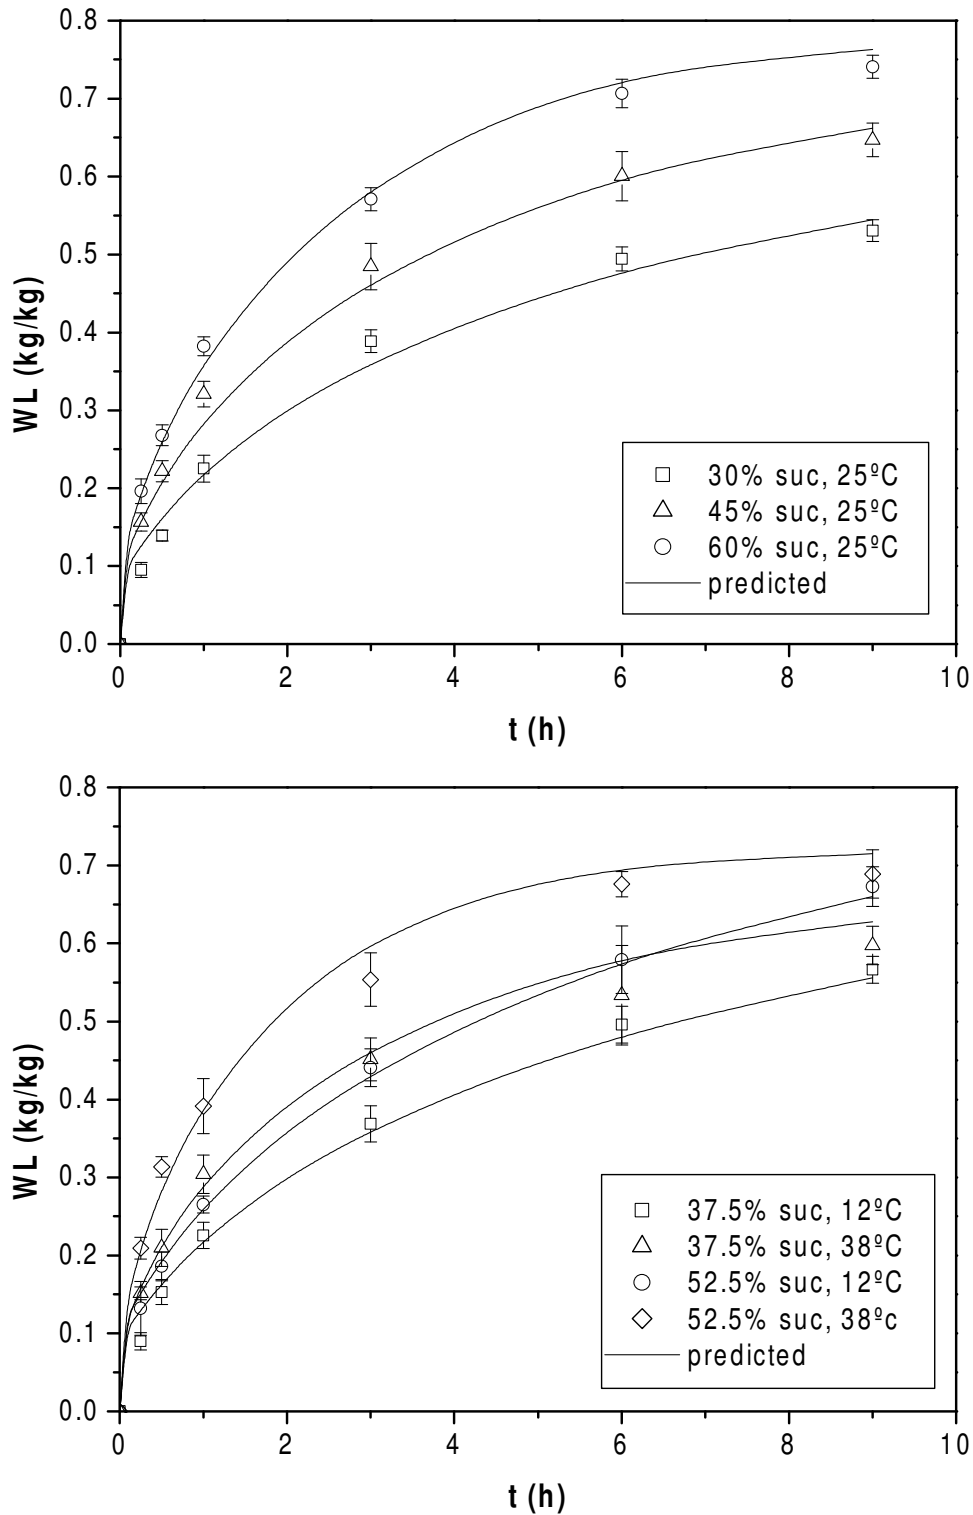 0.8
0.7
0.6
0.5
0.4
0.3
0.2
0.1
0.0
WL (kg/kg)
30% suc, 25ºC
45% suc, 25ºC
60% suc, 25ºC
predicted
0 2 4 6 8 10
t (h)
0.8
0.7
0.6
0.5
0.4
0.3
0.2
0.1
0.0
WL (kg/kg)
37.5% suc, 12ºC
37.5% suc, 38ºC
52.5% suc, 12ºC
52.5% suc, 38ºc
predicted
0 2 4 6 8 10
t (h)